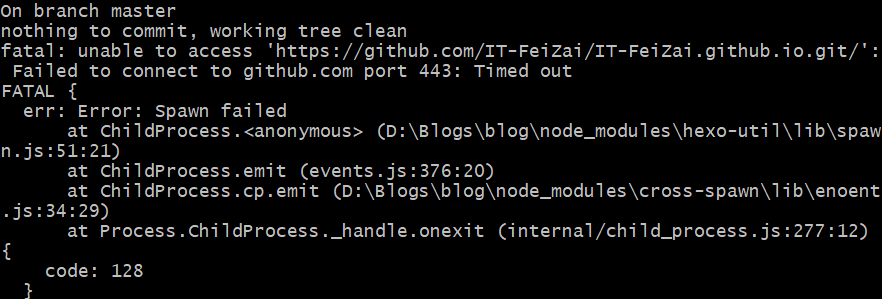 On branch master
nothing to commit, working tree clean
fatal: unable to access 'https://github.com/IT-FeiZai/IT-FeiZai.github.io.git/':
 Failed to connect to github.com port 443: Timed out
FATAL {
  err: Error: Spawn failed
      at ChildProcess.<anonymous> (D:\Blogs\blog\node_modules\hexo-util\lib\spaw
n.js:51:21)
      at ChildProcess.emit (events.js:376:20)
      at ChildProcess.cp.emit (D:\Blogs\blog\node_modules\cross-spawn\lib\enoent
.js:34:29)
      at Process.ChildProcess._handle.onexit (internal/child_process.js:277:12)
{
    code: 128
  }